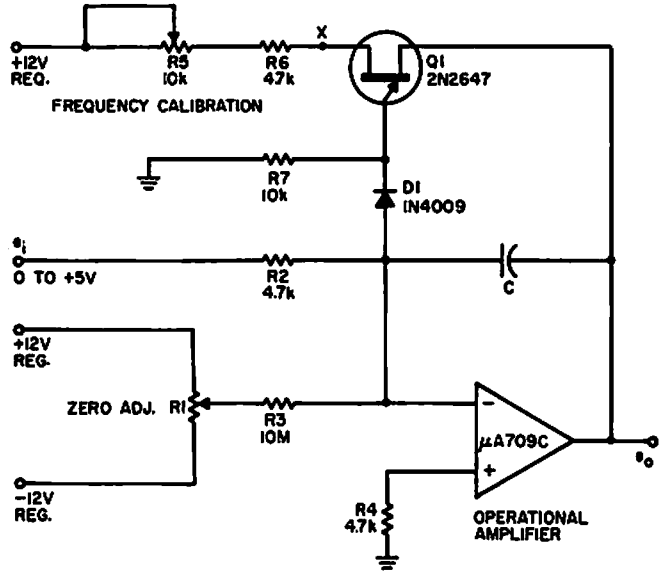 +12V
REQ.
R5
10k
R6
47k
X
Q1
2N2647
FREQUENCY CALIBRATION
R7
10k
D1
1N4009
ei
0 TO +5V
R2
4.7k
C
+12V
REG.
ZERO ADJ. R1
R3
10M
-12V
REG.
-
+
μA709C
eo
R4
4.7k
OPERATIONAL
AMPLIFIER